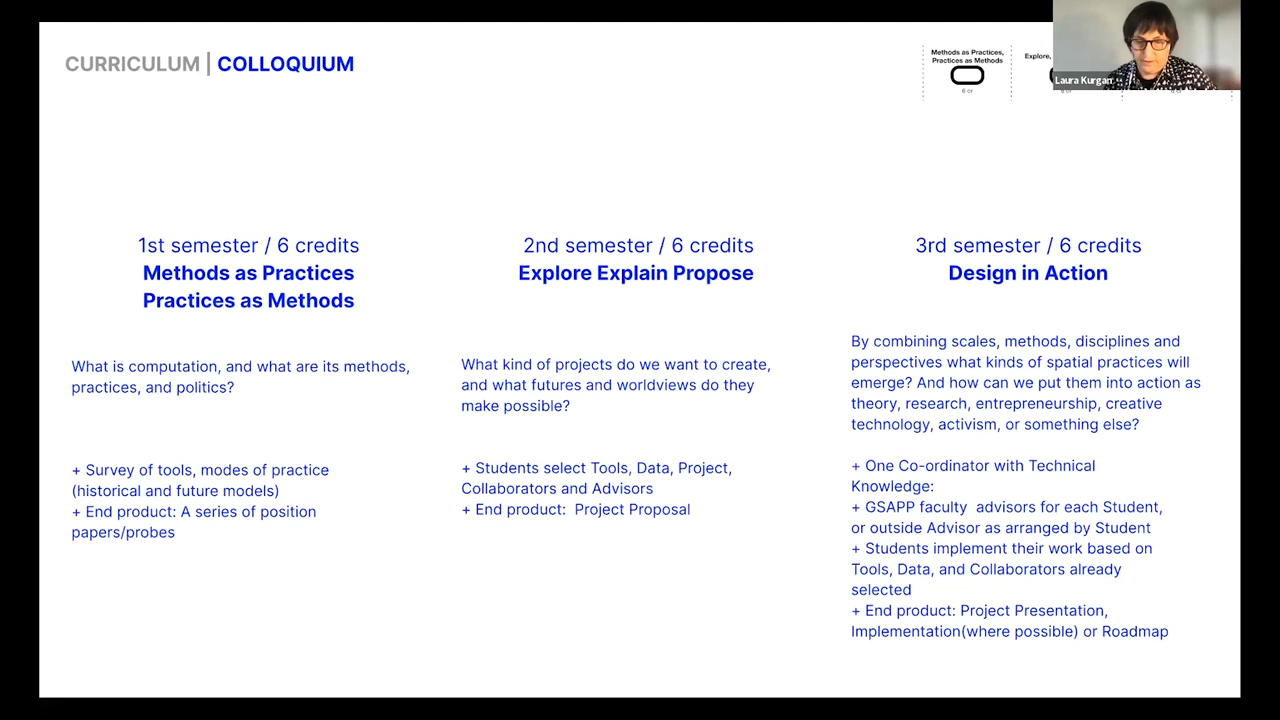 CURRICULUM | COLLOQUIUM
Methods as Practices,
Practices as Methods
6 cr
Explore,
Laura Kurgan
1st semester / 6 credits
Methods as Practices
Practices as Methods
What is computation, and what are its methods,
practices, and politics?
+ Survey of tools, modes of practice
(historical and future models)
+ End product: A series of position
papers/probes
2nd semester / 6 credits
Explore Explain Propose
What kind of projects do we want to create,
and what futures and worldviews do they
make possible?
+ Students select Tools, Data, Project,
Collaborators and Advisors
+ End product:  Project Proposal
3rd semester / 6 credits
Design in Action
By combining scales, methods, disciplines and
perspectives what kinds of spatial practices will
emerge? And how can we put them into action as
theory, research, entrepreneurship, creative
technology, activism, or something else?
+ One Co-ordinator with Technical
Knowledge:
+ GSAPP faculty  advisors for each Student,
or outside Advisor as arranged by Student
+ Students implement their work based on
Tools, Data, and Collaborators already
selected
+ End product: Project Presentation,
Implementation(where possible) or Roadmap